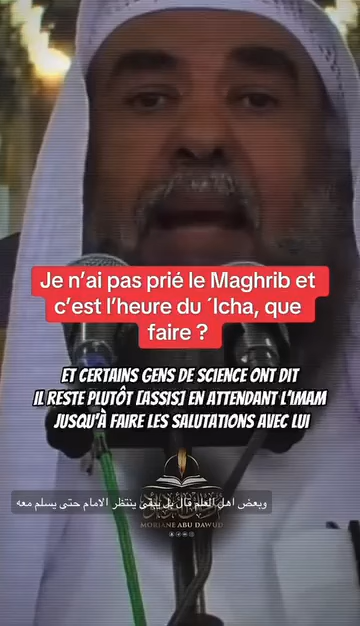 Je n'ai pas prié le Maghrib et
c'est l'heure du ´Icha, que
faire ?
ET CERTAINS GENS DE SCIENCE ONT DIT
IL RESTE PLUTÔT [ASSIS] EN ATTENDANT L'IMAM
JUSQU'À FAIRE LES SALUTATIONS AVEC LUI
وبعض اهل العلم قال بل يبقى ينتظر الامام حتى يسلم معه
MORJANE ABU DAWUD